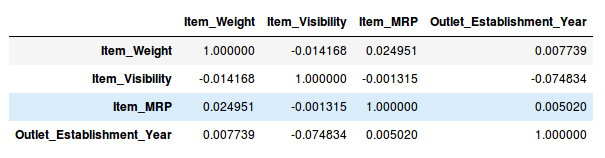 Item_Weight Item_Visibility Item_MRP Outlet_Establishment_Year
Item_Weight 1.000000 -0.014168 0.024951 0.007739
Item_Visibility -0.014168 1.000000 -0.001315 -0.074834
Item_MRP 0.024951 -0.001315 1.000000 0.005020
Outlet_Establishment_Year 0.007739 -0.074834 0.005020 1.000000